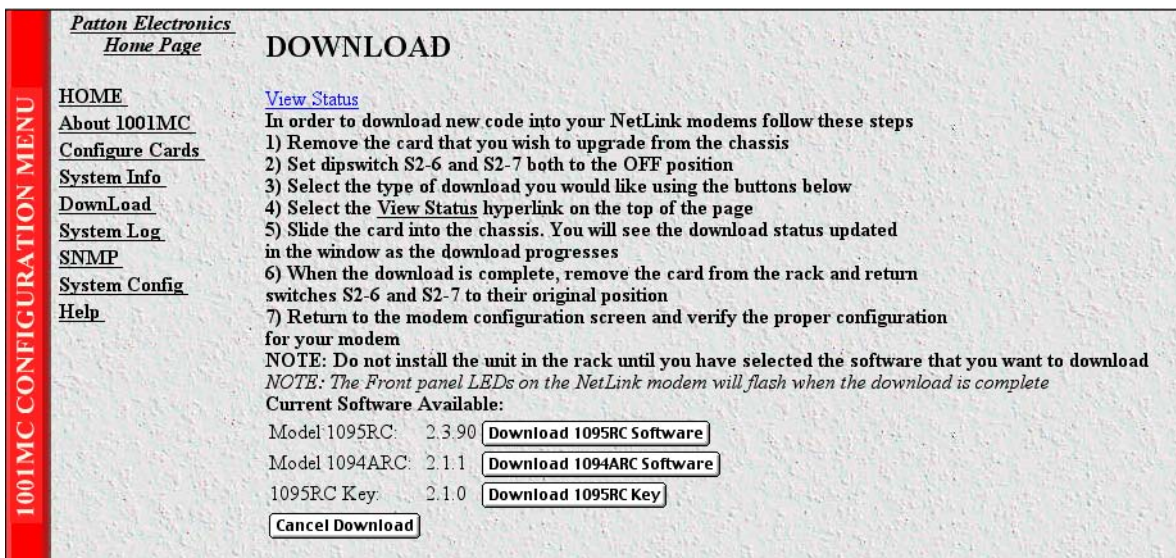 1001MC CONFIGURATION MENU
Patton Electronics
Home Page
HOME
About 1001MC
Configure Cards
System Info
DownLoad
System Log
SNMP
System Config
Help
DOWNLOAD
View Status
In order to download new code into your NetLink modems follow these steps
1) Remove the card that you wish to upgrade from the chassis
2) Set dipswitch S2-6 and S2-7 both to the OFF position
3) Select the type of download you would like using the buttons below
4) Select the View Status hyperlink on the top of the page
5) Slide the card into the chassis. You will see the download status updated
in the window as the download progresses
6) When the download is complete, remove the card from the rack and return
switches S2-6 and S2-7 to their original position
7) Return to the modem configuration screen and verify the proper configuration
for your modem
NOTE: Do not install the unit in the rack until you have selected the software that you want to download
NOTE: The Front panel LEDs on the NetLink modem will flash when the download is complete
Current Software Available:
Model 1095RC: 2.3.90 Download 1095RC Software
Model 1094ARC: 2.1.1 Download 1094ARC Software
1095RC Key: 2.1.0 Download 1095RC Key
Cancel Download